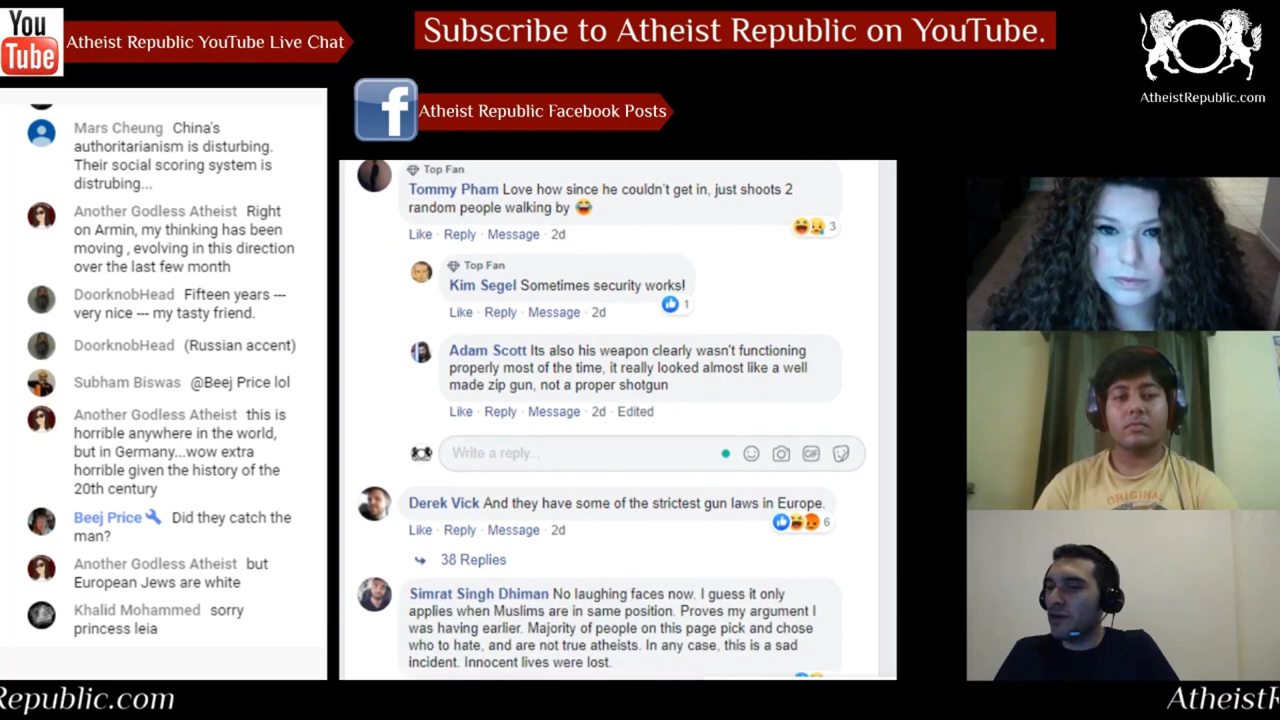 You
Tube
Atheist Republic YouTube Live Chat
Subscribe to Atheist Republic on YouTube.
AtheistRepublic.com
Atheist Republic Facebook Posts
Mars Cheung China's
authoritarianism is disturbing.
Their social scoring system is
distrubing...
Another Godless Atheist Right
on Armin, my thinking has been
moving , evolving in this direction
over the last few month
DoorknobHead Fifteen years ---
very nice --- my tasty friend.
DoorknobHead (Russian accent)
Subham Biswas @Beej Price lol
Another Godless Atheist this is
horrible anywhere in the world,
but in Germany...wow extra
horrible given the history of the
20th century
Beej Price Did they catch the
man?
Another Godless Atheist but
European Jews are white
Khalid Mohammed sorry
princess leia
Top Fan
Tommy Pham Love how since he couldn't get in, just shoots 2
random people walking by
3
Like · Reply · Message · 2d
Top Fan
Kim Segel Sometimes security works!
1
Like · Reply · Message · 2d
Adam Scott Its also his weapon clearly wasn't functioning
properly most of the time, it really looked almost like a well
made zip gun, not a proper shotgun
Like · Reply · Message · 2d · Edited
Write a reply...
GIF
Derek Vick And they have some of the strictest gun laws in Europe.
6
Like · Reply · Message · 2d
38 Replies
Simrat Singh Dhiman No laughing faces now. I guess it only
applies when Muslims are in same position. Proves my argument I
was having earlier. Majority of people on this page pick and chose
who to hate, and are not true atheists. In any case, this is a sad
incident. Innocent lives were lost.
ORIGINAL
Republic.com
AtheistR